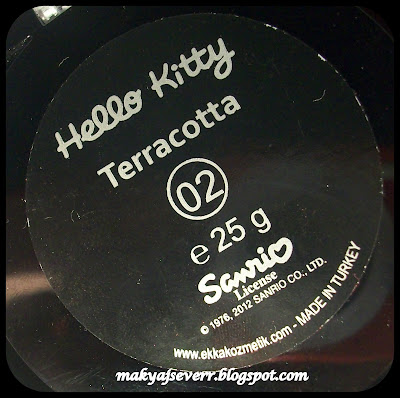 Hello Kitty
Terracotta
02
e 25 g
Sanrio
License
© 1976, 2012 SANRIO CO., LTD.
www.ekkakozmetik.com - MADE IN TURKEY
makyajseverr.blogspot.com